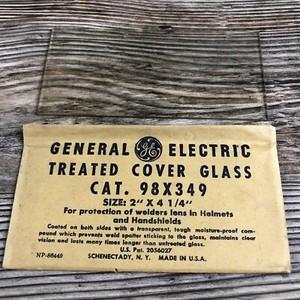 GENERAL GE ELECTRIC
TREATED COVER GLASS
CAT. 98X349
SIZE: 2" X 4 1/4"
For protection of welders lens in Helmets
and Handshields
Coated on both sides with a transparent, tough moisture-proof com-
pound which prevents weld spatter sticking to the glass, maintains clear
vision and lasts many times longer than untreated glass.
U.S. Pat. 2056027
NP-66449 SCHENECTADY, N. Y. MADE IN U.S.A.